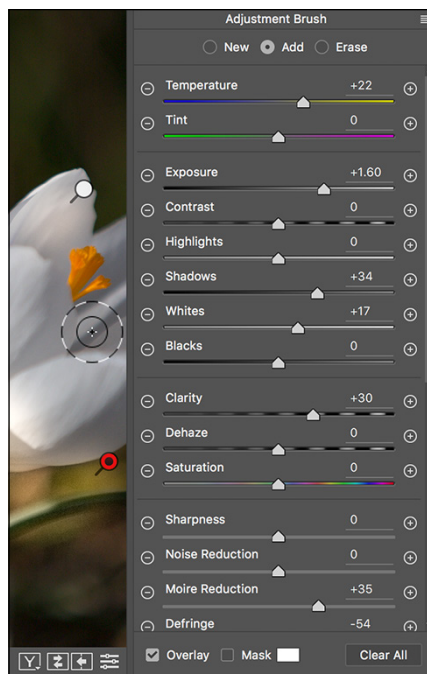 Adjustment Brush
New Add Erase
Temperature +22
Tint 0
Exposure +1.60
Contrast 0
Highlights 0
Shadows +34
Whites +17
Blacks 0
Clarity +30
Dehaze 0
Saturation 0
Sharpness 0
Noise Reduction 0
Moire Reduction +35
Defringe -54
Y Overlay Mask Clear All